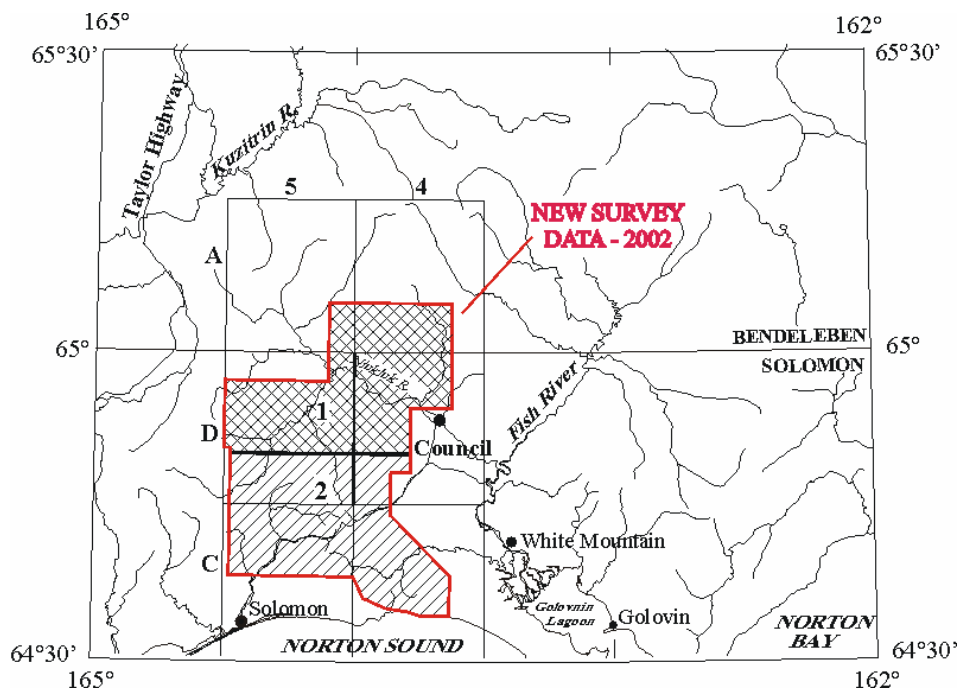 165°
162°
65°30'
65°30'
Taylor Highway
Kuzitrin R.
5
4
NEW SURVEY
DATA - 2002
A
BENDELEBEN
65°
65°
SOLOMON
Niukluk R.
Fish River
1
D
Council
2
White Mountain
C
Solomon
Golovnin
Lagoon
Golovin
NORTON SOUND
NORTON
BAY
64°30'
64°30'
165°
162°